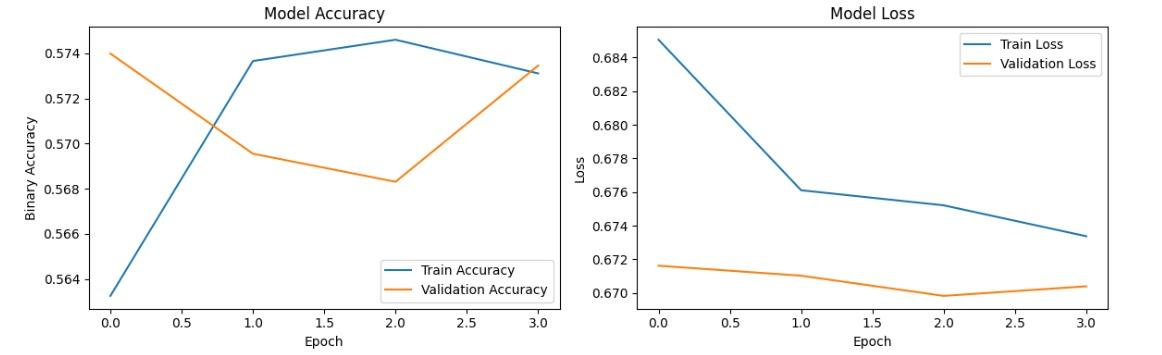 Model Accuracy
Binary Accuracy
0.574
0.572
0.570
0.568
0.566
0.564
Train Accuracy
Validation Accuracy
0.0 0.5 1.0 1.5 2.0 2.5 3.0
Epoch
Model Loss
Loss
0.684
0.682
0.680
0.678
0.676
0.674
0.672
0.670
Train Loss
Validation Loss
0.0 0.5 1.0 1.5 2.0 2.5 3.0
Epoch